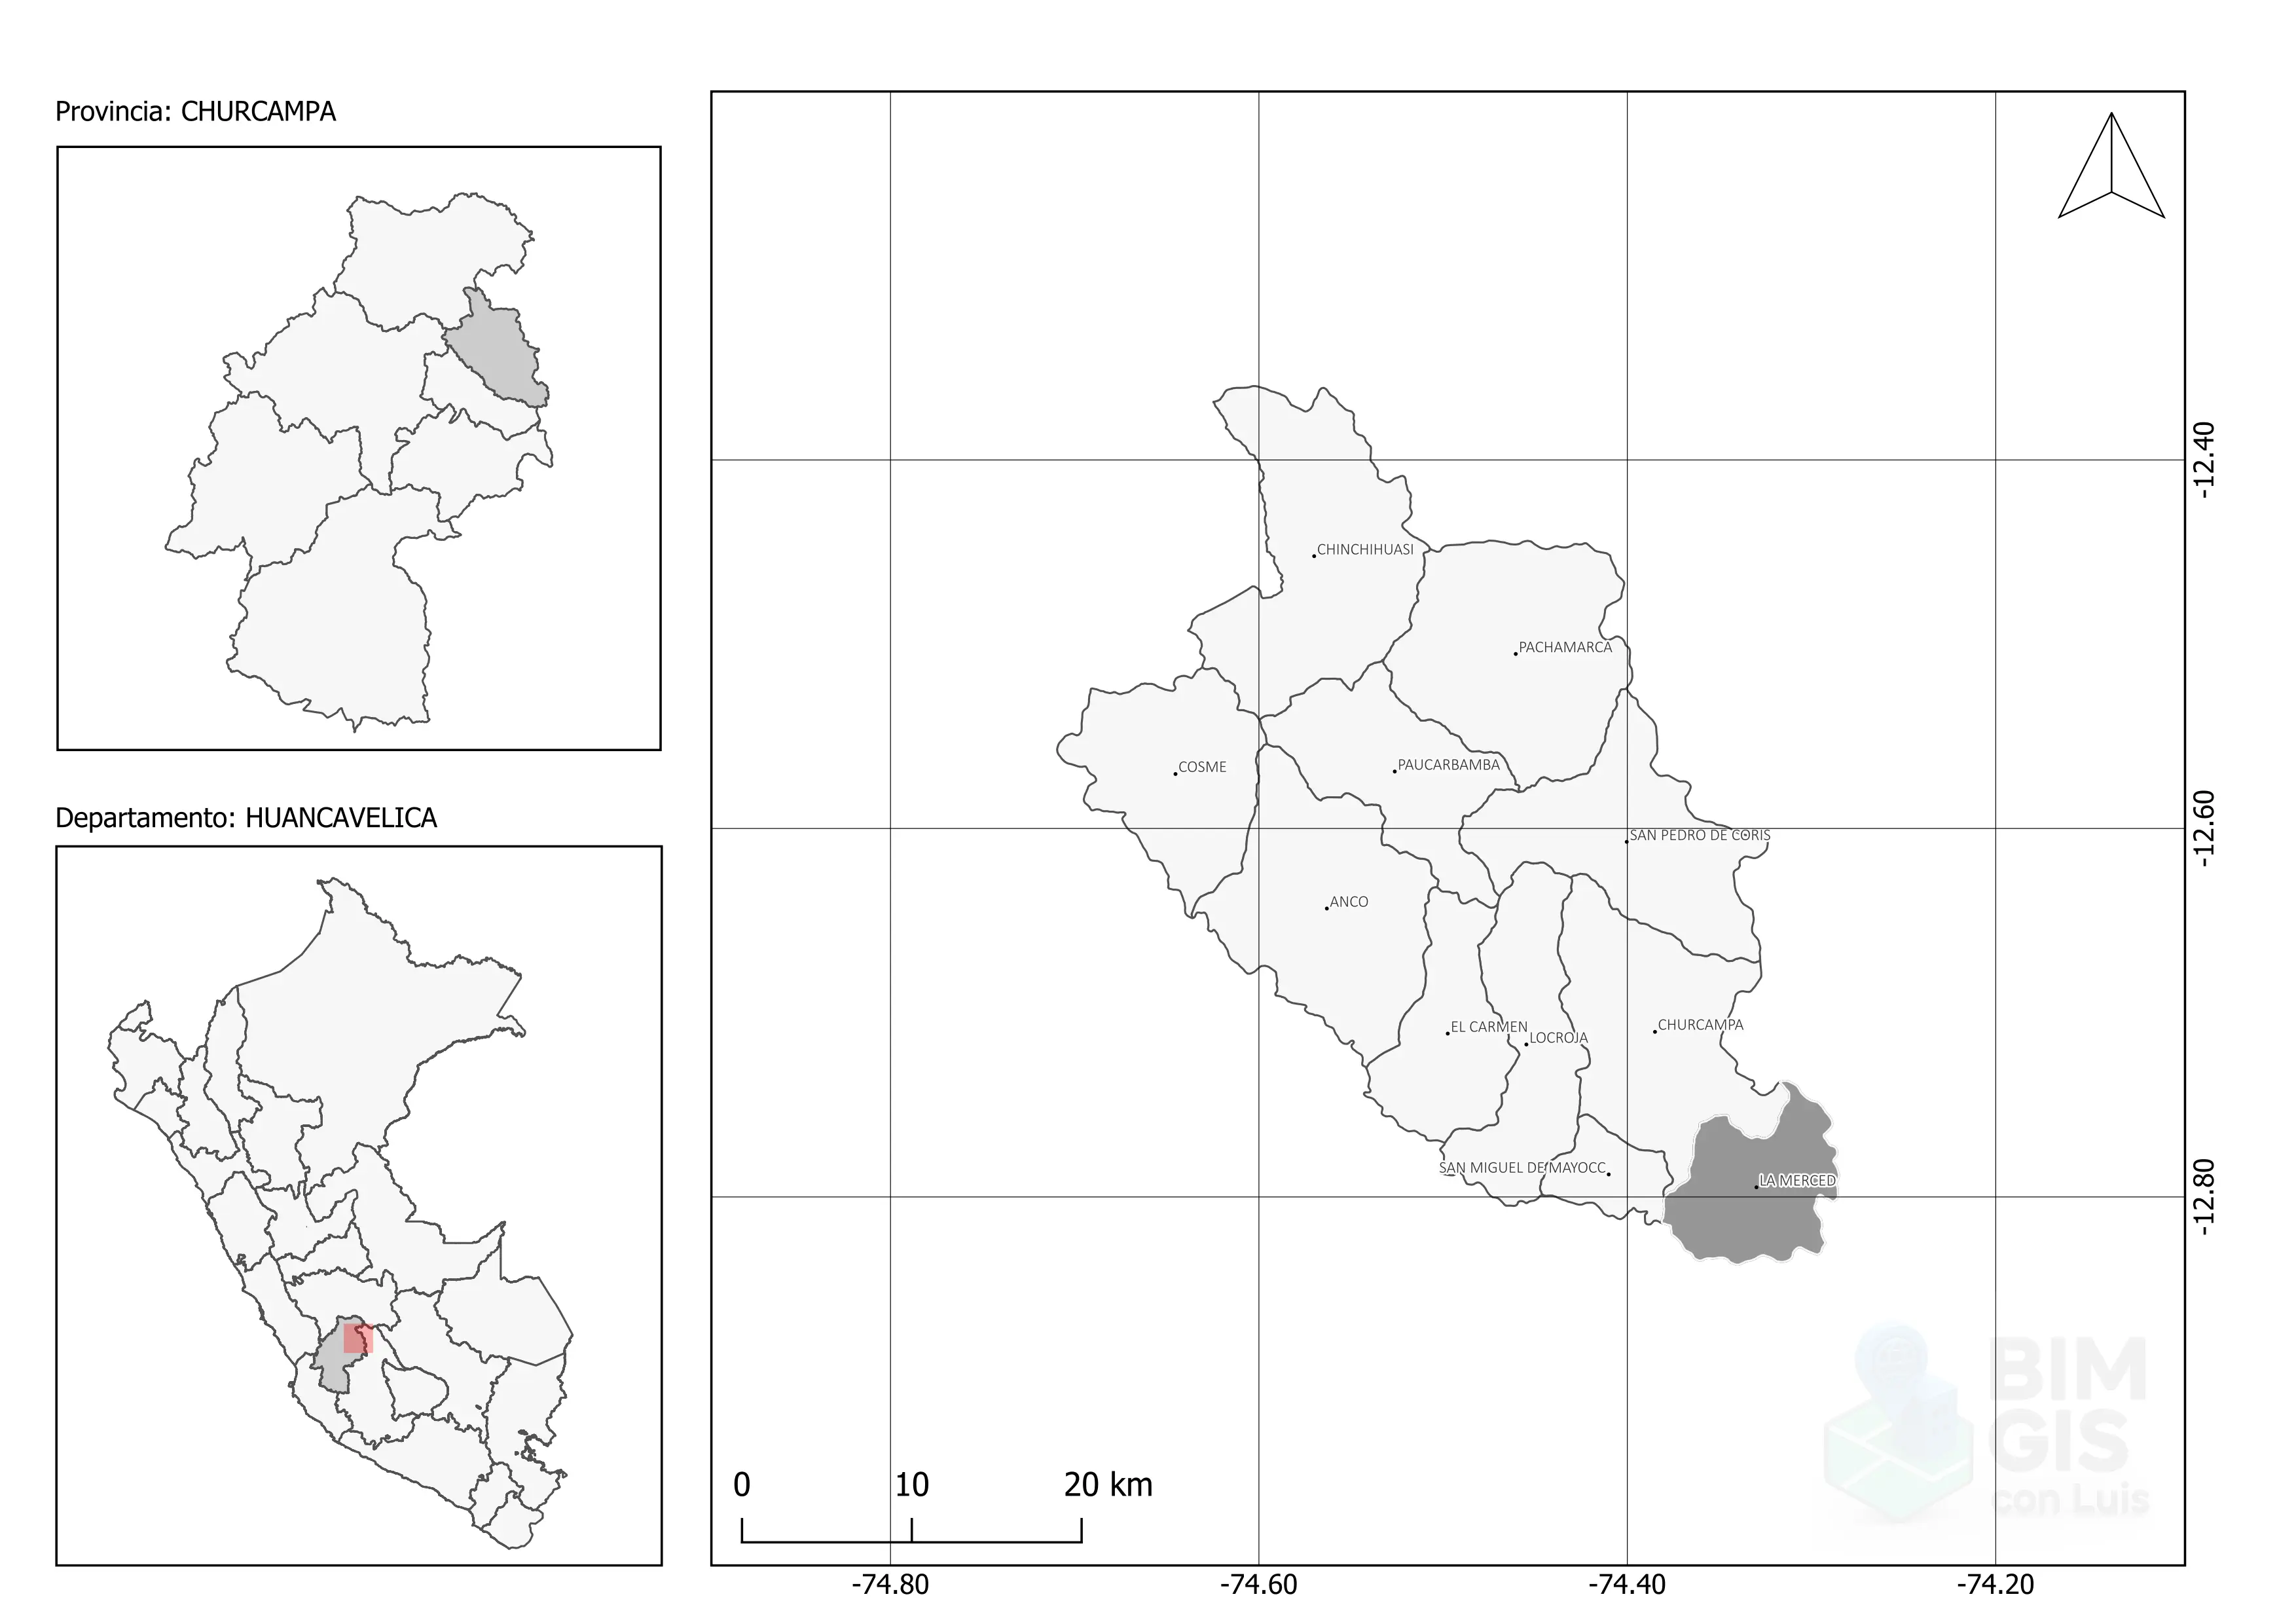 Provincia: CHURCAMPA
Departamento: HUANCAVELICA
CHINCHIHUASI
PACHAMARCA
COSME
PAUCARBAMBA
SAN PEDRO DE CORIS
ANCO
EL CARMEN
LOCROJA
CHURCAMPA
SAN MIGUEL DE MAYOCC
LA MERCED
-12.40
-12.60
-12.80
BIM
GIS
con Luis
0 10 20 km
-74.80 -74.60 -74.40 -74.20